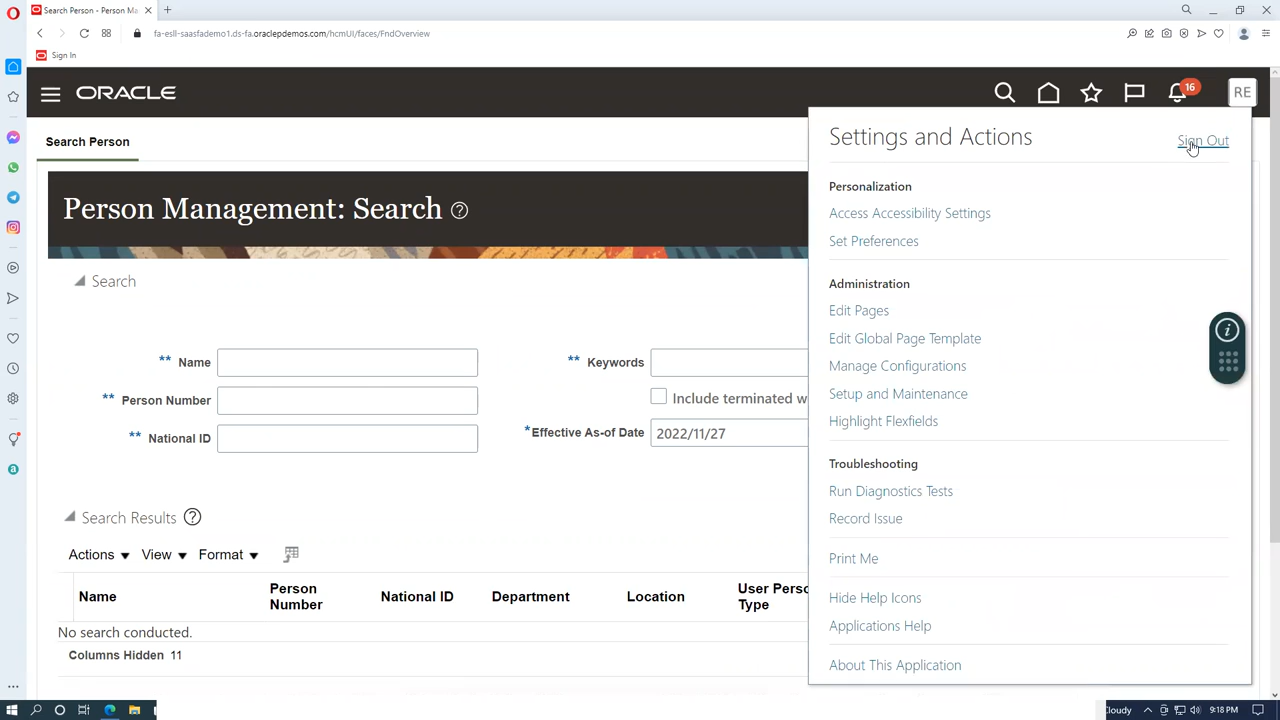 Search Person - Person Ma
fa-esll-saasfademo1.ds-fa.oraclepdemos.com/hcmUI/faces/FndOverview
Sign In
ORACLE
16
RE
Search Person
Settings and Actions
Sign Out
Person Management: Search ?
Personalization
Access Accessibility Settings
Set Preferences
Search
Administration
Edit Pages
Edit Global Page Template
Manage Configurations
Setup and Maintenance
Highlight Flexfields
** Name
** Keywords
** Person Number
Include terminated w
** National ID
*Effective As-of Date 2022/11/27
Troubleshooting
Run Diagnostics Tests
Record Issue
Search Results ?
Print Me
Actions View Format
Hide Help Icons
Applications Help
Name
Person Number
National ID
Department
Location
User Perso
Type
No search conducted.
Columns Hidden 11
About This Application
Cloudy
9:18 PM